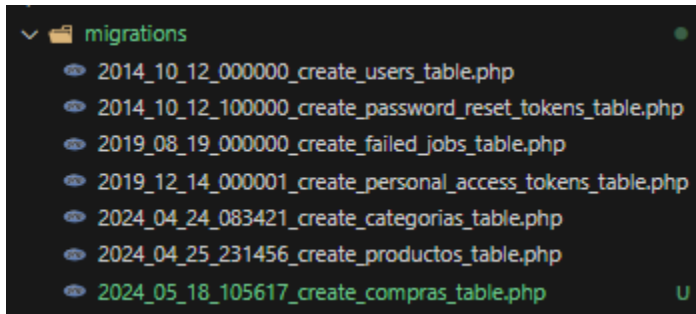 migrations
2014_10_12_000000_create_users_table.php
2014_10_12_100000_create_password_reset_tokens_table.php
2019_08_19_000000_create_failed_jobs_table.php
2019_12_14_000001_create_personal_access_tokens_table.php
2024_04_24_083421_create_categorias_table.php
2024_04_25_231456_create_productos_table.php
2024_05_18_105617_create_compras_table.php U